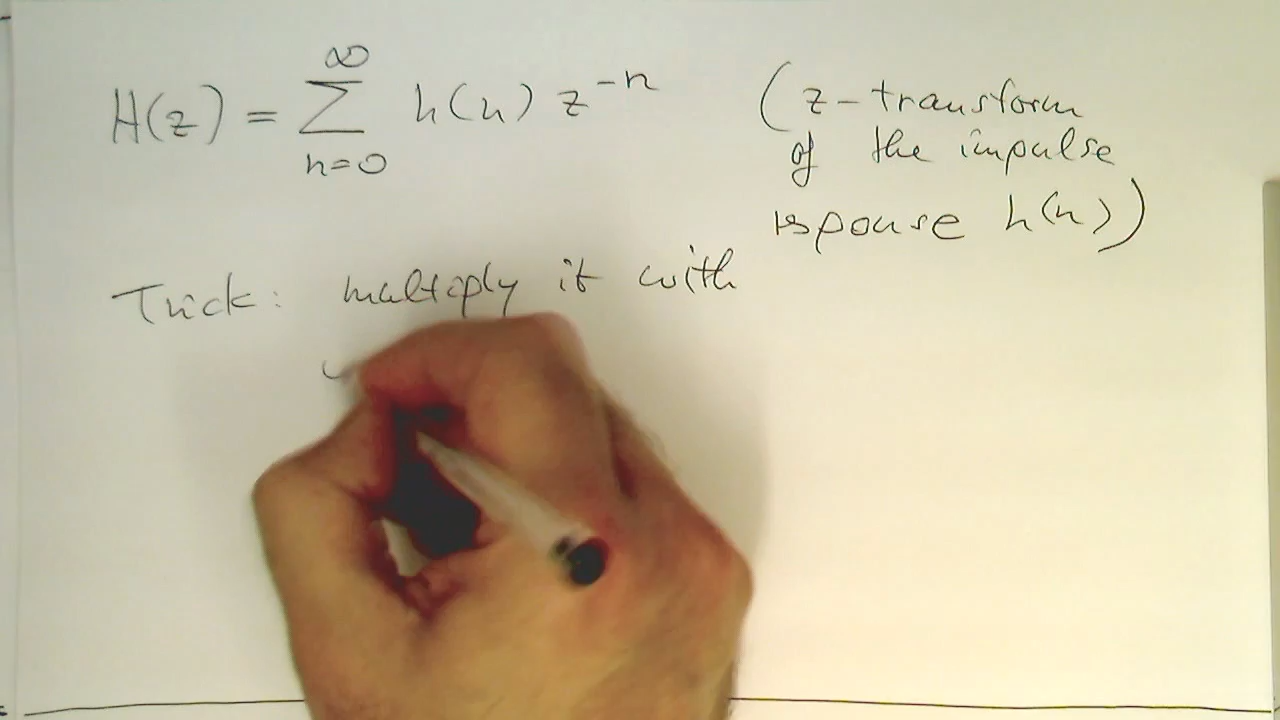 H(z) = ∞ Σ n=0 h(n) z^-n (z-transform
of the impulse
response h(n))
Trick: multiply it with